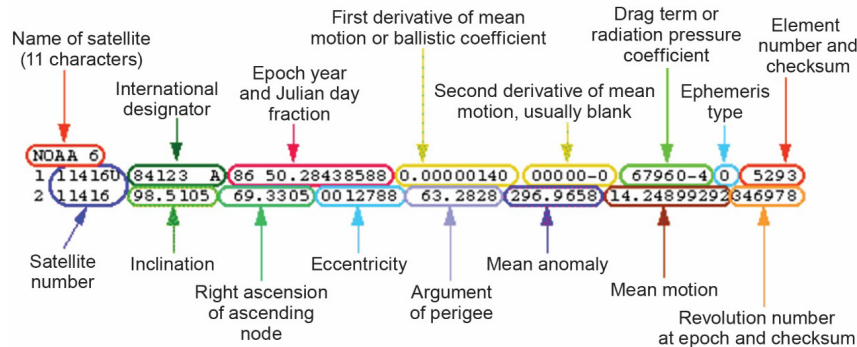 Name of satellite
(11 characters)
International
designator
Epoch year
and Julian day
fraction
First derivative of mean
motion or ballistic coefficient
Second derivative of mean
motion, usually blank
Drag term or
radiation pressure
coefficient
Ephemeris
type
Element
number and
checksum
NOAA 6
1 11416U 84123 A 86 50.28438588 0.00000140 00000-0 67960-4 0 5293
2 11416 98.5105 69.3305 0012788 63.2828 296.9658 14.24899292 346978
Satellite
number
Inclination
Right ascension
of ascending
node
Eccentricity
Argument
of perigee
Mean anomaly
Mean motion
Revolution number
at epoch and checksum